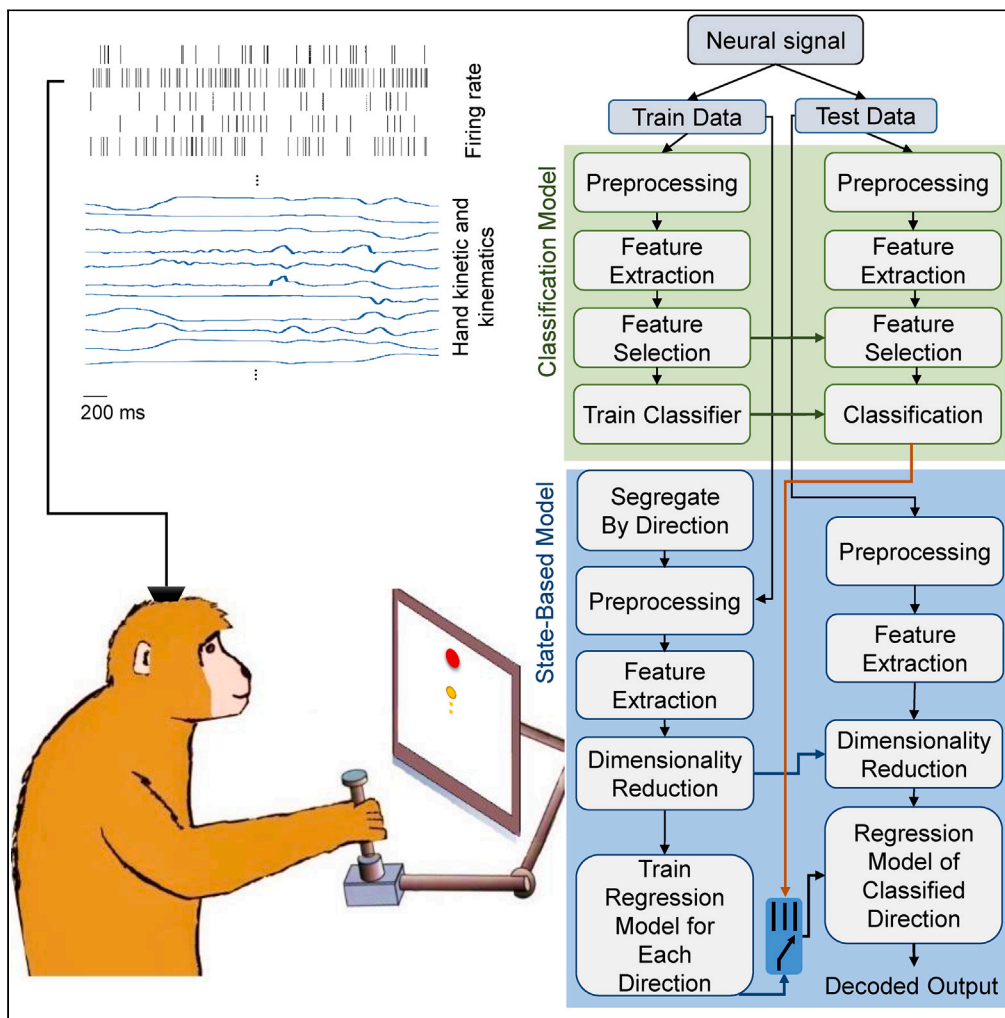 Firing rate
⋮
Hand kinetic and
kinematics
⋮
200 ms
Neural signal
Train Data
Test Data
Classification Model
Preprocessing
Feature
Extraction
Feature
Selection
Train Classifier
Preprocessing
Feature
Extraction
Feature
Selection
Classification
State-Based Model
Segregate
By Direction
Preprocessing
Feature
Extraction
Dimensionality
Reduction
Train
Regression
Model for
Each
Direction
Preprocessing
Feature
Extraction
Dimensionality
Reduction
Regression
Model of
Classified
Direction
Decoded Output